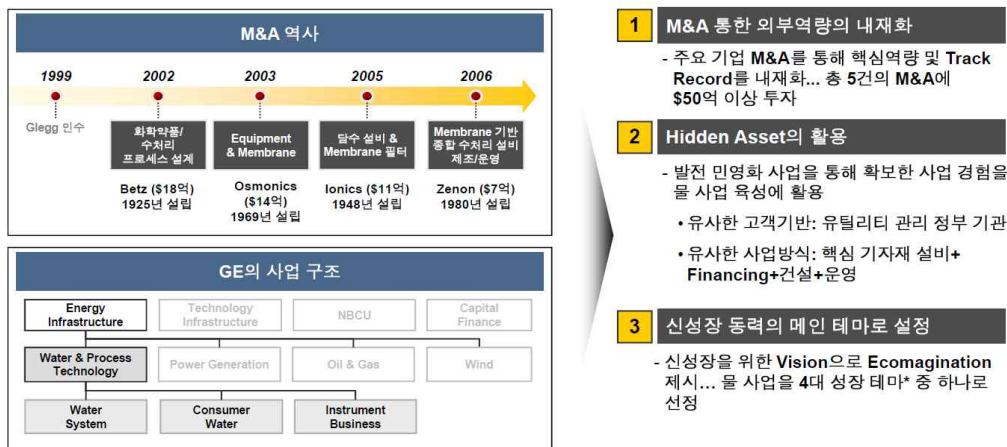 M&A 역사
1999
2002
2003
2005
2006
Glegg 인수
화학약품/
수처리
프로세스 설계
Equipment
& Membrane
담수 설비 &
Membrane 필터
Membrane 기반
종합 수처리 설비
제조/운영
Betz ($18억)
1925년 설립
Osmonics
($14억)
1969년 설립
Ionics ($11억)
1948년 설립
Zenon ($7억)
1980년 설립
GE의 사업 구조
Energy
Infrastructure
Technology
Infrastructure
NBCU
Capital
Finance
Water & Process
Technology
Power Generation
Oil & Gas
Wind
Water
System
Consumer
Water
Instrument
Business
1 M&A 통한 외부역량의 내재화
- 주요 기업 M&A를 통해 핵심역량 및 Track
Record를 내재화... 총 5건의 M&A에
$50억 이상 투자
2 Hidden Asset의 활용
- 발전 민영화 사업을 통해 확보한 사업 경험을
물 사업 육성에 활용
• 유사한 고객기반: 유틸리티 관리 정부 기관
• 유사한 사업방식: 핵심 기자재 설비+
Financing+건설+운영
3 신성장 동력의 메인 테마로 설정
- 신성장을 위한 Vision으로 Ecomagination
제시... 물 사업을 4대 성장 테마* 중 하나로
선정